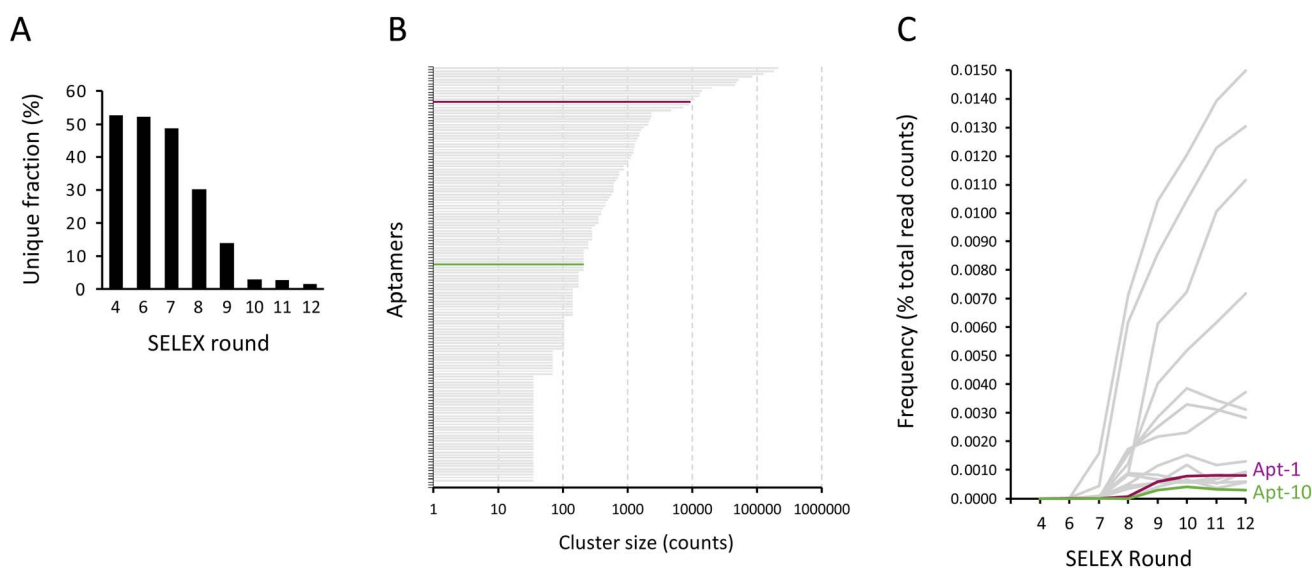 A
Unique fraction (%)
60
50
40
30
20
10
0
4 6 7 8 9 10 11 12
SELEX round
B
Aptamers
1 10 100 1000 10000 100000 1000000
Cluster size (counts)
C
Frequency (% total read counts)
0.0150
0.0140
0.0130
0.0120
0.0110
0.0100
0.0090
0.0080
0.0070
0.0060
0.0050
0.0040
0.0030
0.0020
0.0010
0.0000
Apt-1
Apt-10
4 6 7 8 9 10 11 12
SELEX Round